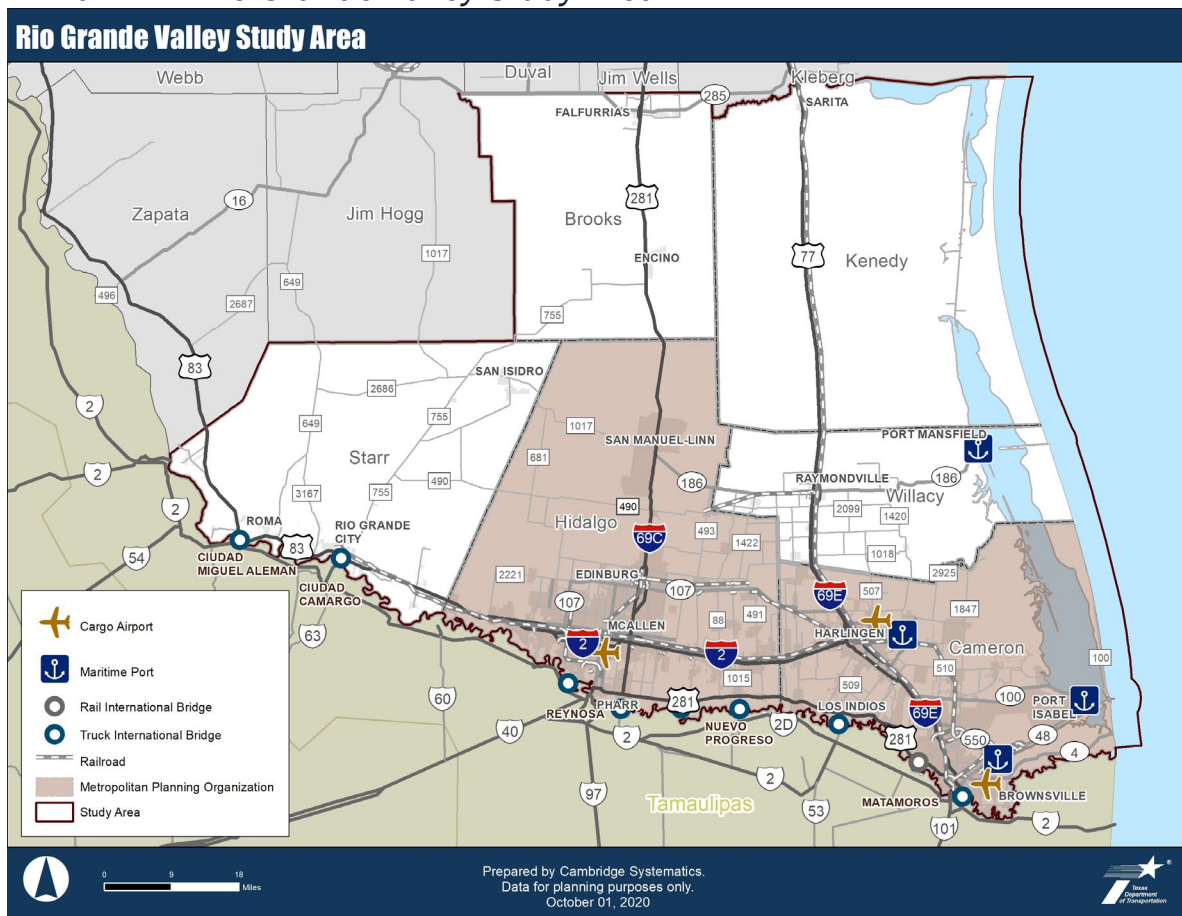 Rio Grande Valley Study Area
Webb
Duval
Jim Wells
Kleberg
285
SARITA
FALFURRIAS
16
281
Zapata
Jim Hogg
Brooks
1017
77
ENCINO
Kenedy
649
496
2687
755
83
SAN ISIDRO
2
2686
755
649
1017
PORT MANSFIELD
SAN MANUEL-LINN
681
Starr
2
490
186
RAYMONDVILLE
186
3167
755
Willacy
2
490
2099
1420
ROMA
RIO GRANDE
CITY
Hidalgo
493
69C
1422
83
54
CIUDAD
MIGUEL ALEMAN
1018
2925
2221
EDINBURG
CIUDAD
CAMARGO
107
69E
507
107
491
1847
63
MCALLEN
88
HARLINGEN
2
2
Cameron
100
1015
509
510
60
100
PORT
ISABEL
281
PHARR
REYNOSA
LOS INDIOS
69E
40
2
NUEVO
PROGRESO
2D
281
550
48
4
2
97
Tamaulipas
53
MATAMOROS
BROWNSVILLE
101
2
Cargo Airport
Maritime Port
Rail International Bridge
Truck International Bridge
Railroad
Metropolitan Planning Organization
Study Area
0 9 18
Miles
Prepared by Cambridge Systematics.
Data for planning purposes only.
October 01, 2020
Texas
Department
of Transportation